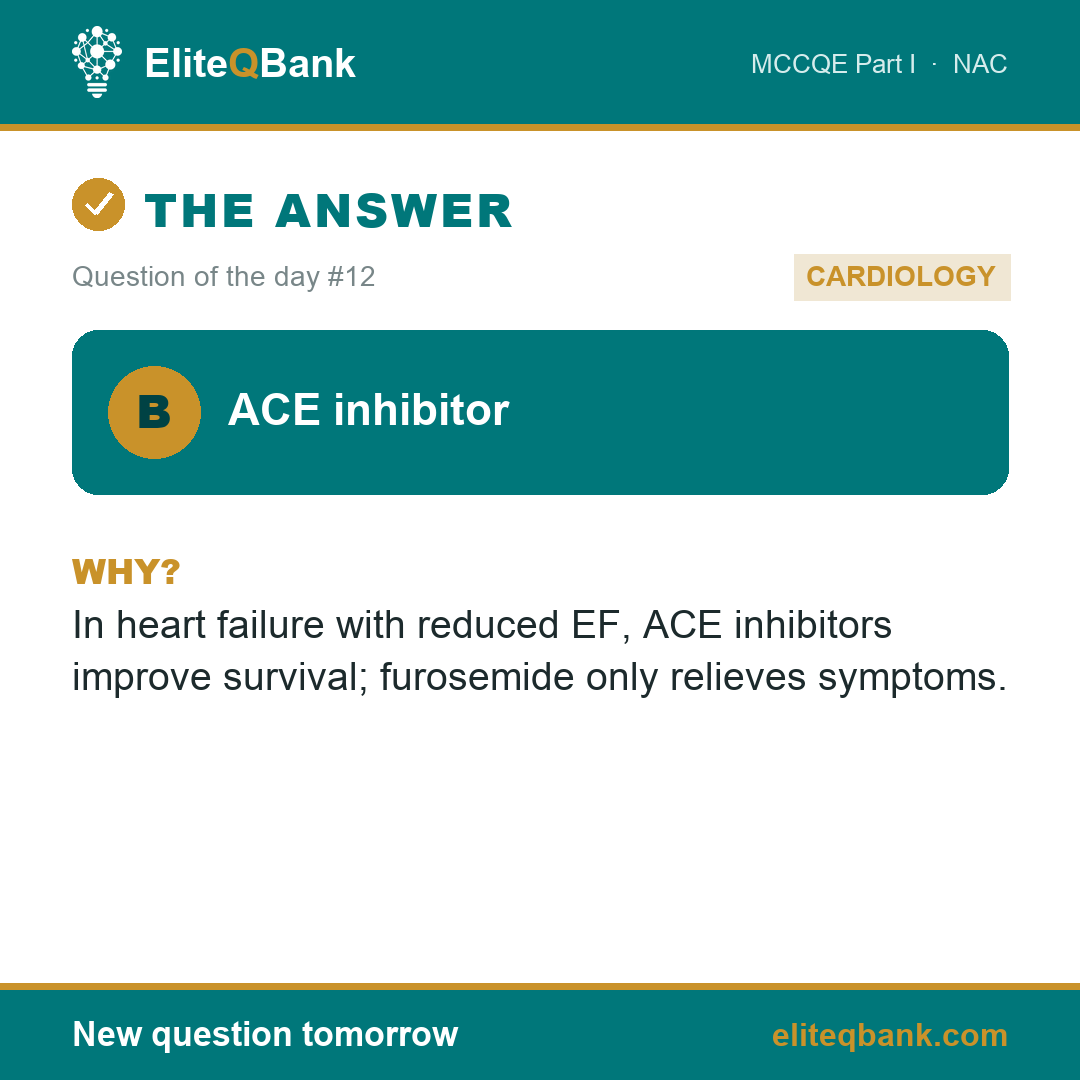 EliteQBank
MCCQE Part I · NAC
THE ANSWER
Question of the day #12
CARDIOLOGY
B
ACE inhibitor
WHY?
In heart failure with reduced EF, ACE inhibitors
improve survival; furosemide only relieves symptoms.
New question tomorrow
eliteqbank.com